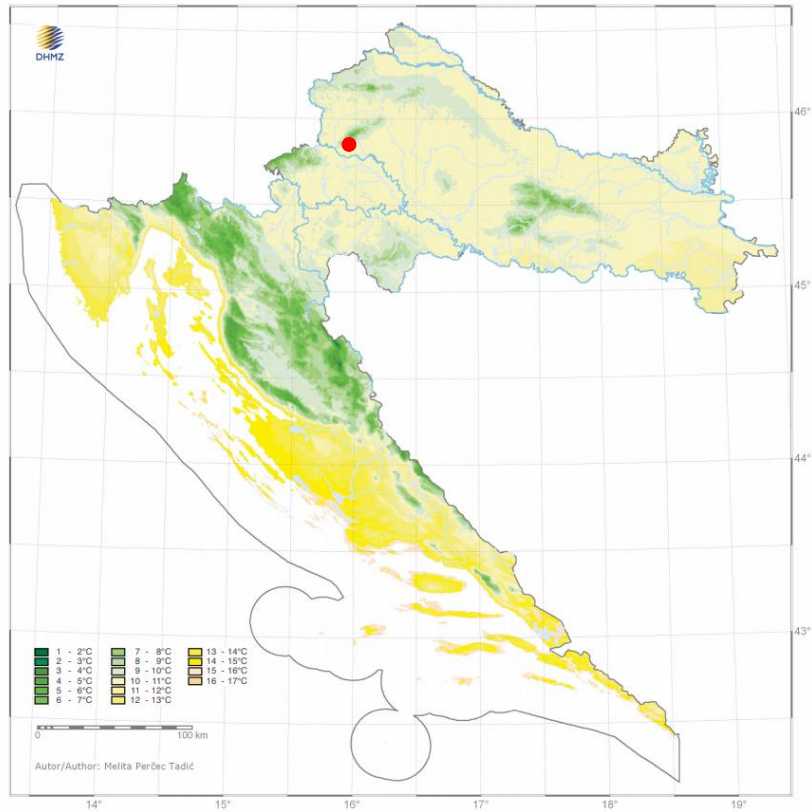 DHMZ
46°
45°
44°
43°
1 - 2°C
2 - 3°C
3 - 4°C
4 - 5°C
5 - 6°C
6 - 7°C
7 - 8°C
8 - 9°C
9 - 10°C
10 - 11°C
11 - 12°C
12 - 13°C
13 - 14°C
14 - 15°C
15 - 16°C
16 - 17°C
0 100 km
Autor/Author: Melita Perčec Tadić
14° 15° 16° 17° 18° 19°